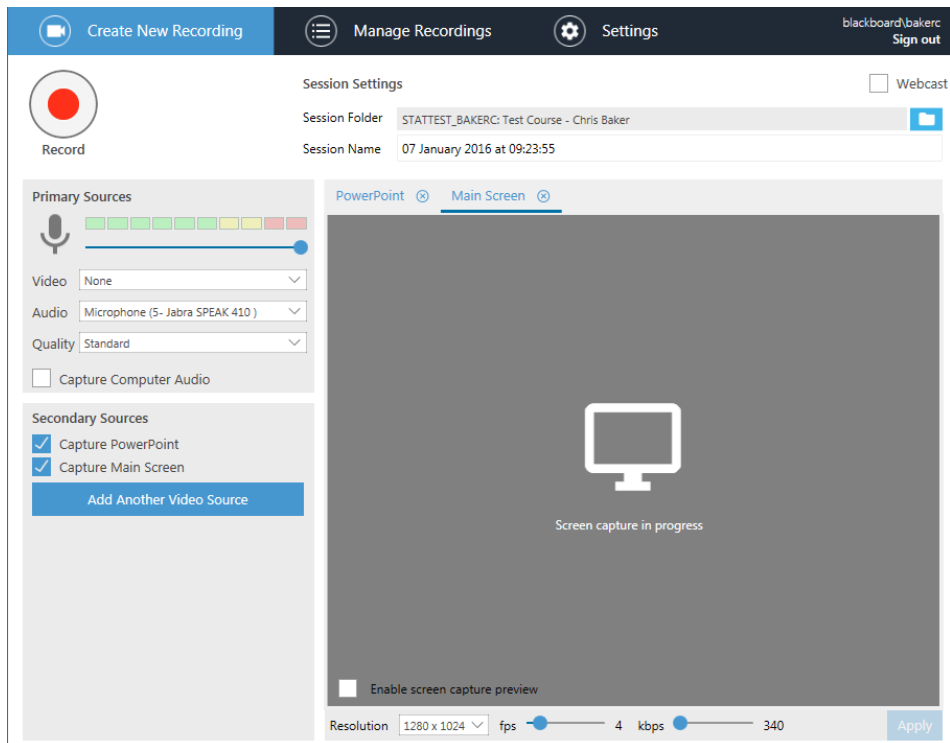 Create New Recording
Manage Recordings
Settings
blackboard\bakerc
Sign out
Record
Session Settings
Webcast
Session Folder
STATTEST_BAKERC: Test Course - Chris Baker
Session Name
07 January 2016 at 09:23:55
Primary Sources
Video None
Audio Microphone (5- Jabra SPEAK 410 )
Quality Standard
Capture Computer Audio
Secondary Sources
Capture PowerPoint
Capture Main Screen
Add Another Video Source
PowerPoint
Main Screen
Screen capture in progress
Enable screen capture preview
Resolution 1280 x 1024 fps 4 kbps 340 Apply